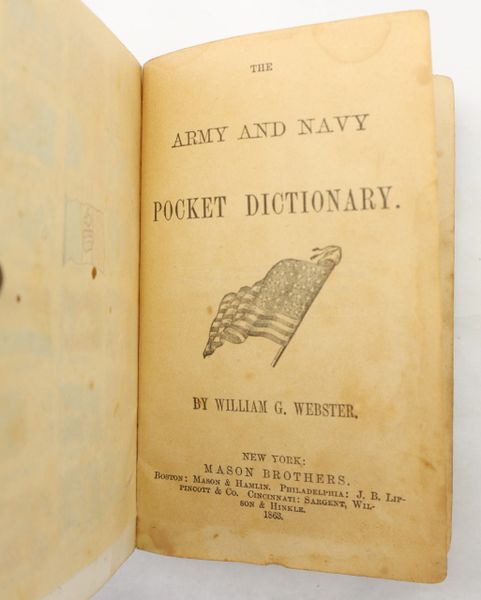 THE
ARMY AND NAVY
POCKET DICTIONARY.
BY WILLIAM G. WEBSTER.
NEW YORK:
MASON BROTHERS.
BOSTON: MASON & HAMLIN. PHILADELPHIA: J. B. LIP-
PINCOTT & CO. CINCINNATI: SARGENT, WIL-
SON & HINKLE.
1863.